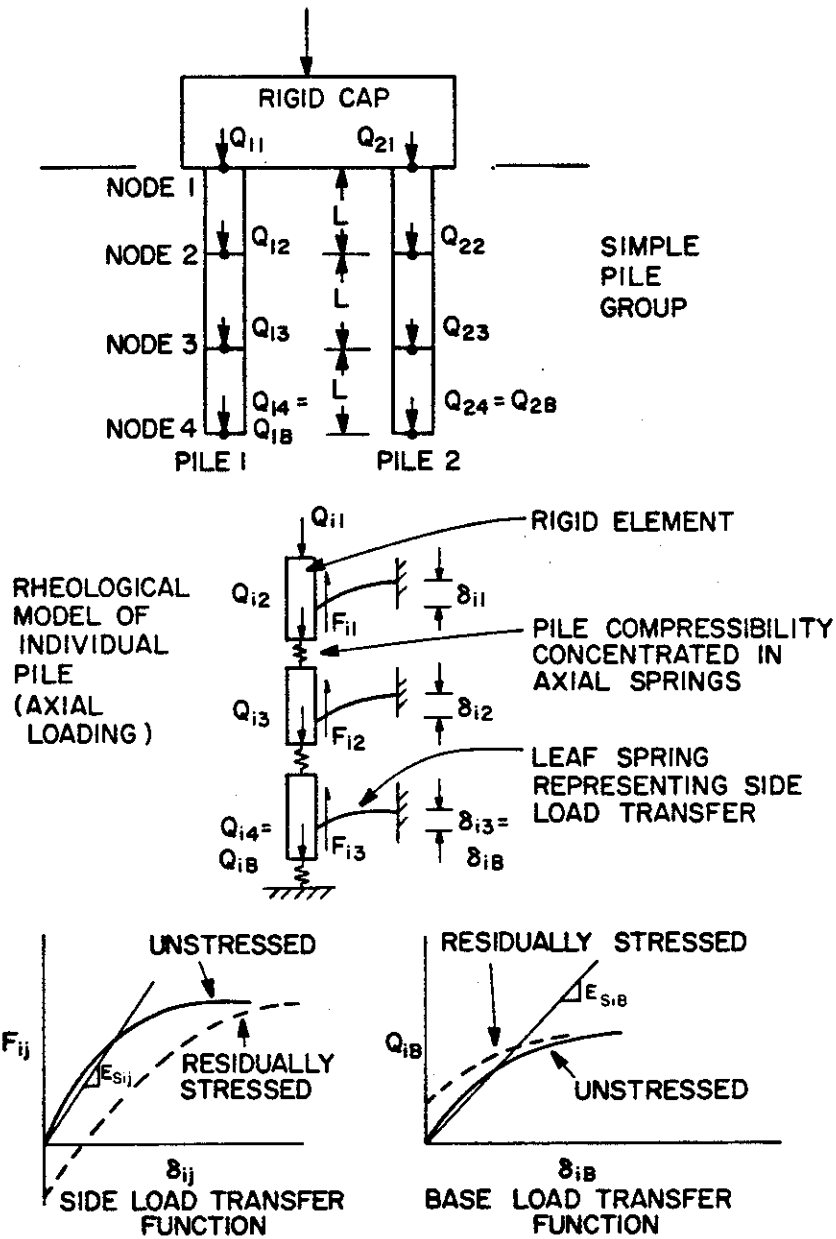 RIGID CAP
Q11
Q21
NODE 1
L
Q12
Q22
NODE 2
SIMPLE
PILE
GROUP
L
Q13
Q23
NODE 3
L
Q14 =
Q1B
Q24 = Q2B
NODE 4
PILE 1
PILE 2
Qi1
RIGID ELEMENT
RHEOLOGICAL
MODEL OF
INDIVIDUAL
PILE
(AXIAL
LOADING)
Qi2
Fi1
δi1
PILE COMPRESSIBILITY
CONCENTRATED IN
AXIAL SPRINGS
Qi3
Fi2
δi2
LEAF SPRING
REPRESENTING SIDE
LOAD TRANSFER
Qi4 =
QiB
Fi3
δi3 =
δiB
UNSTRESSED
Fij
ESij
RESIDUALLY
STRESSED
δij
SIDE LOAD TRANSFER
FUNCTION
RESIDUALLY STRESSED
ESiB
QiB
UNSTRESSED
δiB
BASE LOAD TRANSFER
FUNCTION